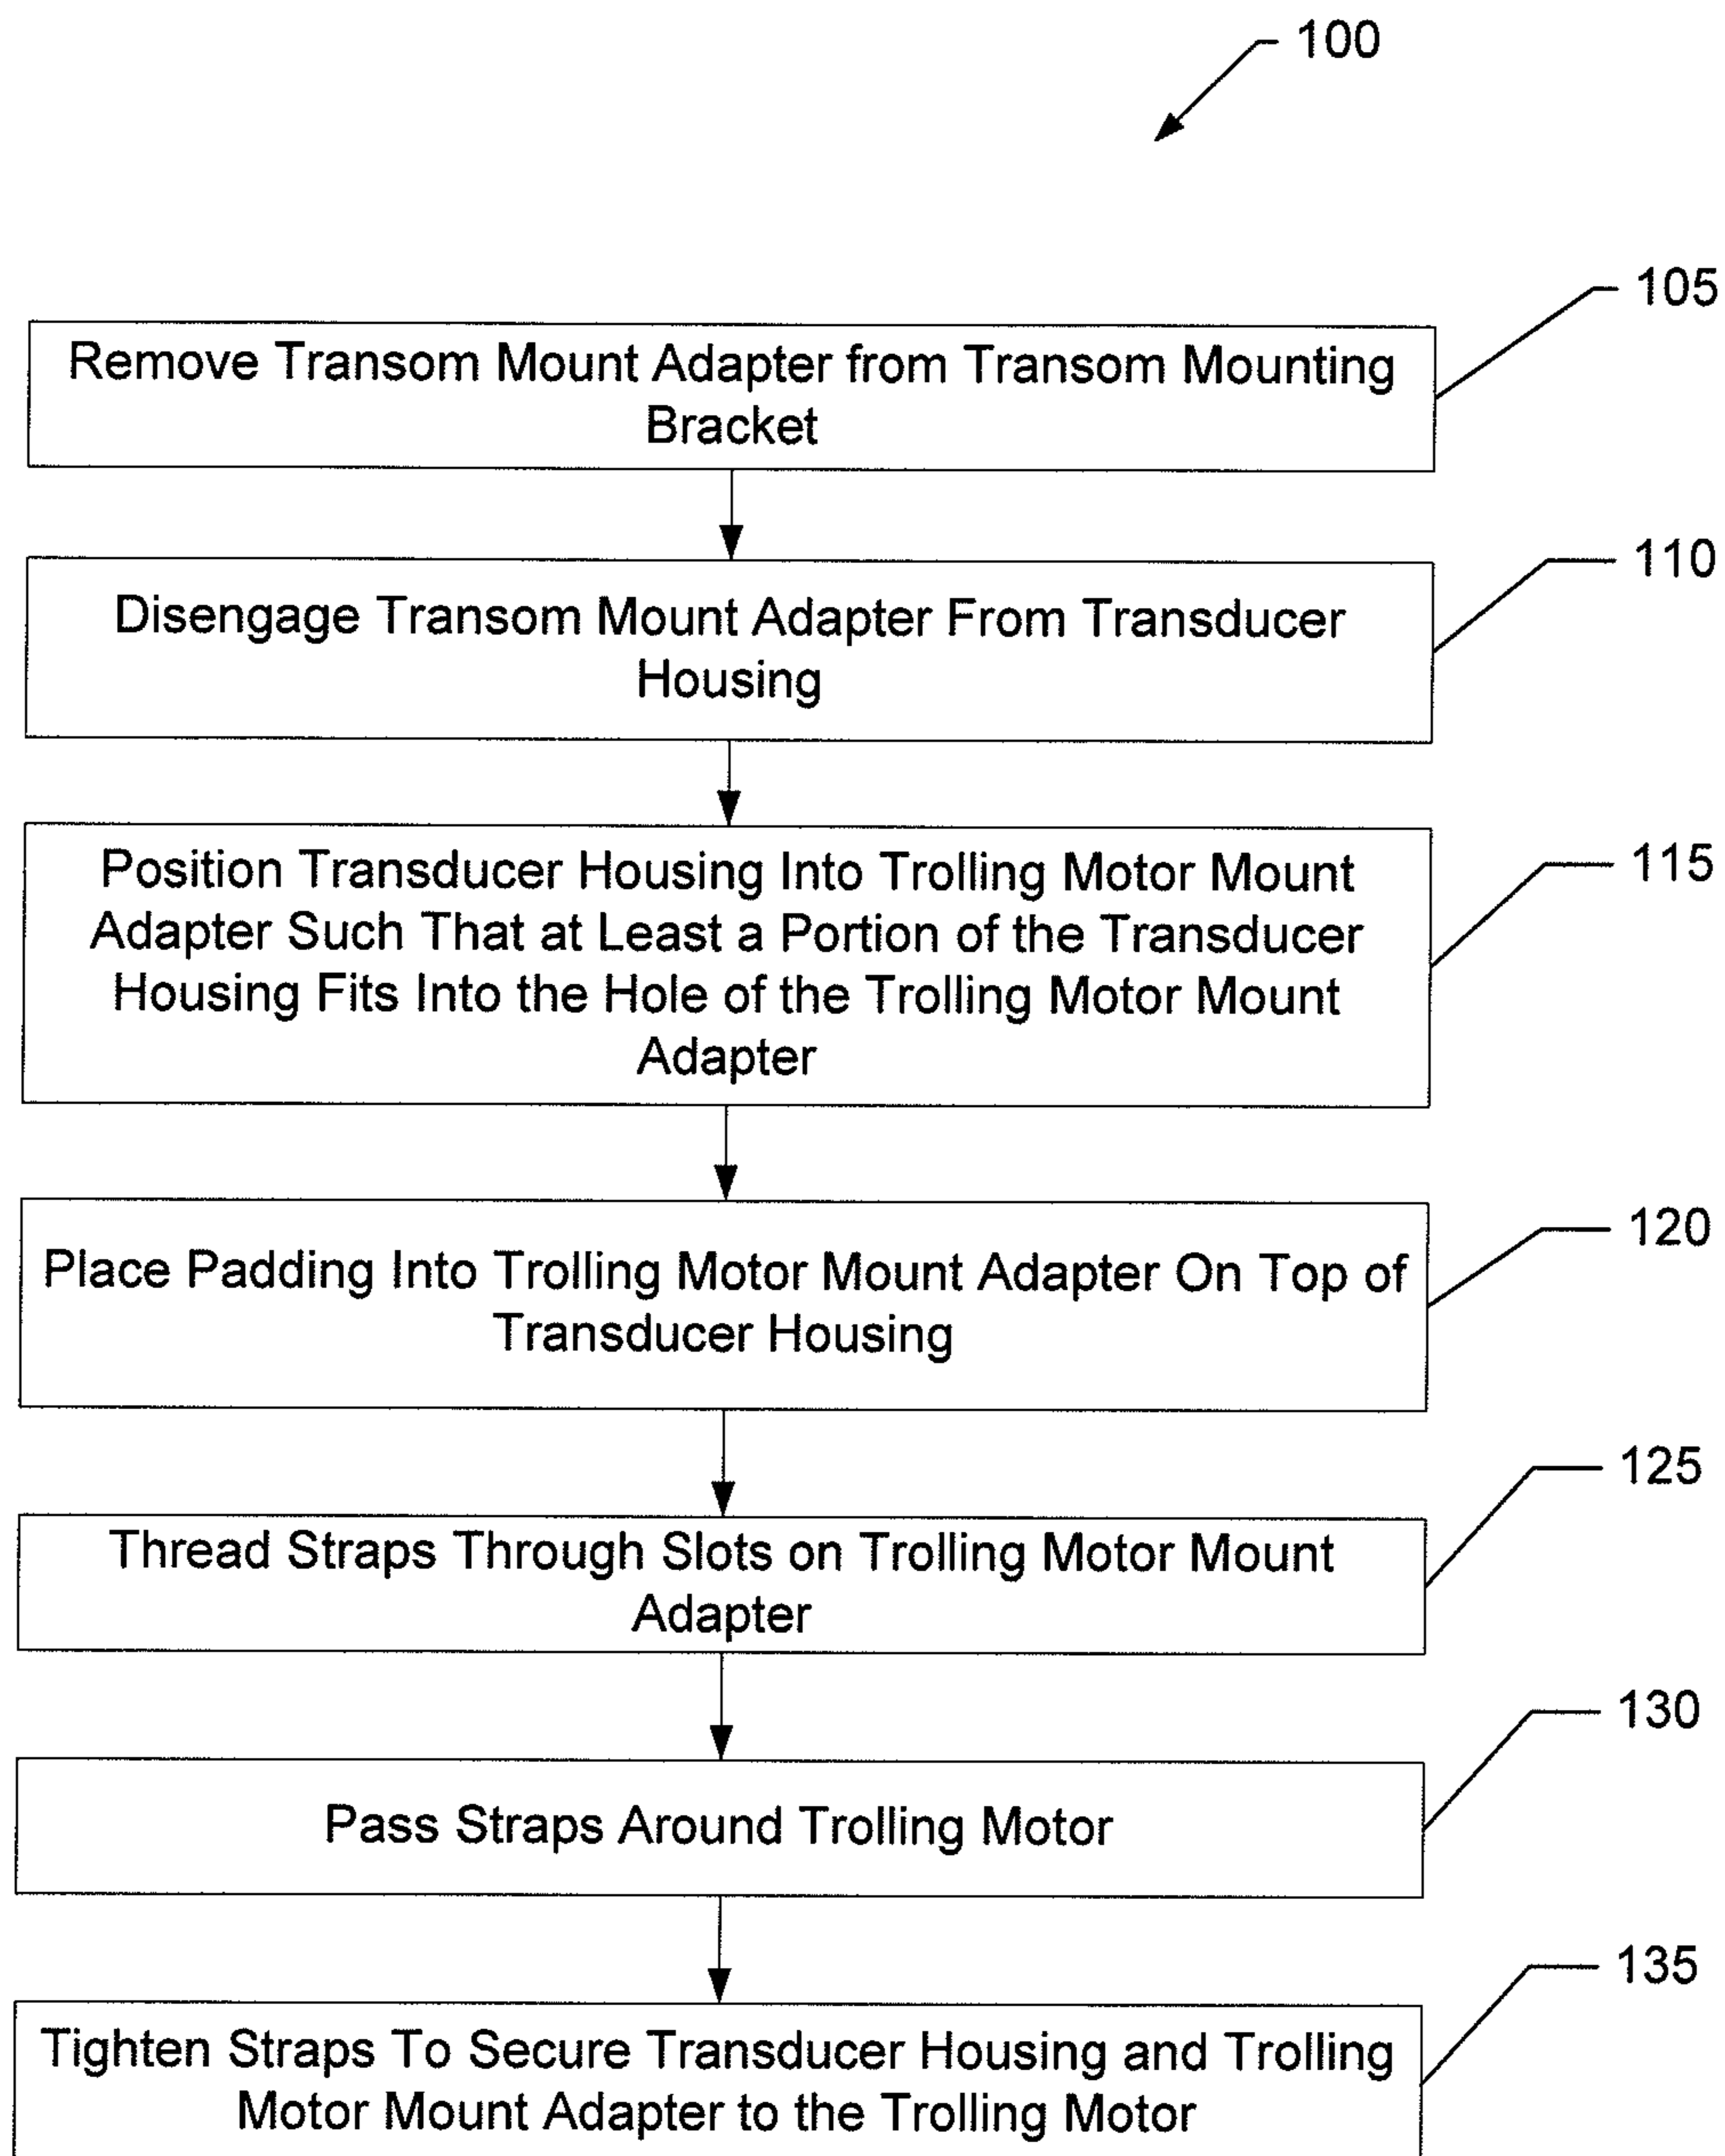 100
105
Remove Transom Mount Adapter from Transom Mounting
Bracket
110
Disengage Transom Mount Adapter From Transducer
Housing
115
Position Transducer Housing Into Trolling Motor Mount
Adapter Such That at Least a Portion of the Transducer
Housing Fits Into the Hole of the Trolling Motor Mount
Adapter
120
Place Padding Into Trolling Motor Mount Adapter On Top of
Transducer Housing
125
Thread Straps Through Slots on Trolling Motor Mount
Adapter
130
Pass Straps Around Trolling Motor
135
Tighten Straps To Secure Transducer Housing and Trolling
Motor Mount Adapter to the Trolling Motor